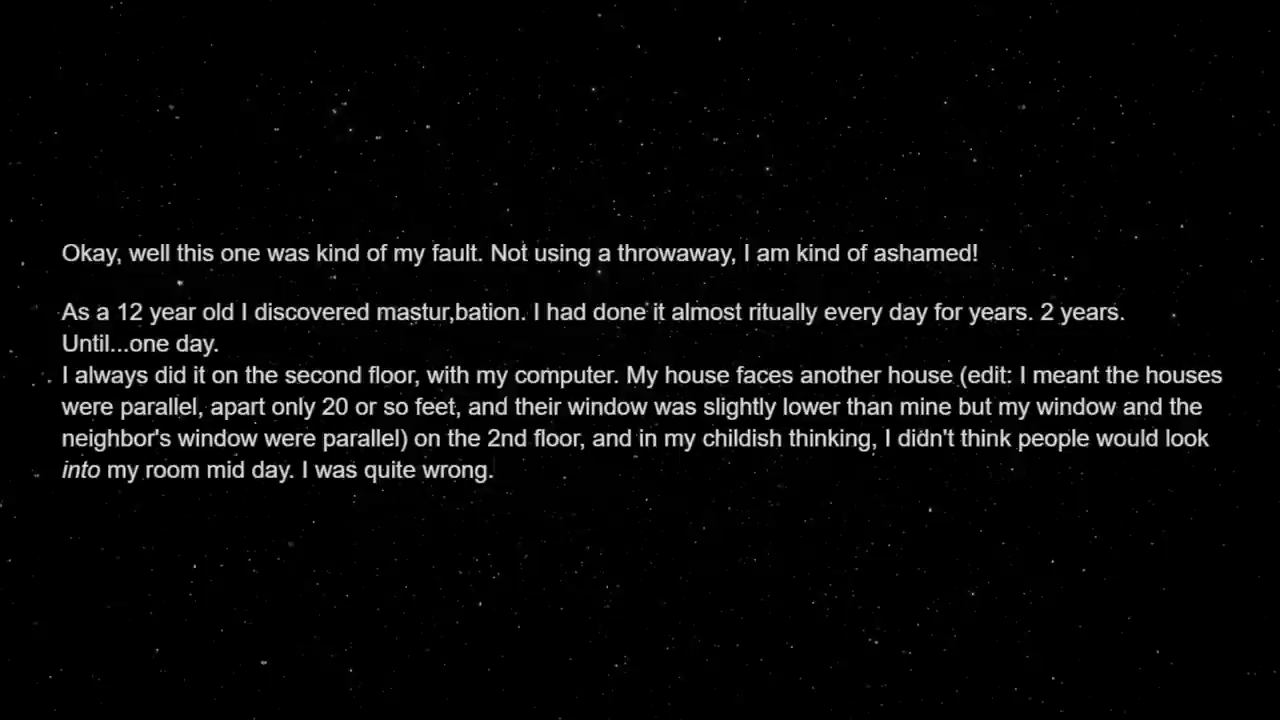 Okay, well this one was kind of my fault. Not using a throwaway, I am kind of ashamed!
As a 12 year old I discovered mastur,bation. I had done it almost ritually every day for years. 2 years.
Until...one day.
I always did it on the second floor, with my computer. My house faces another house (edit: I meant the houses
were parallel, apart only 20 or so feet, and their window was slightly lower than mine but my window and the
neighbor's window were parallel) on the 2nd floor, and in my childish thinking, I didn't think people would look
into my room mid day. I was quite wrong.